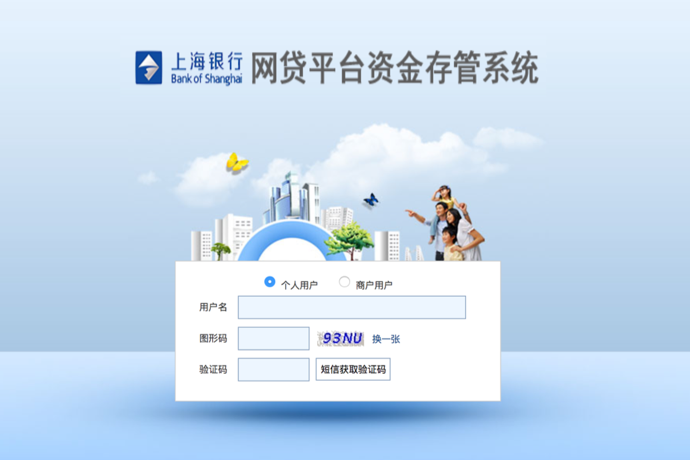 上海银行
Bank of Shanghai
网贷平台资金存管系统
个人用户 商户用户
用户名
图形码 93NU 换一张
验证码 短信获取验证码